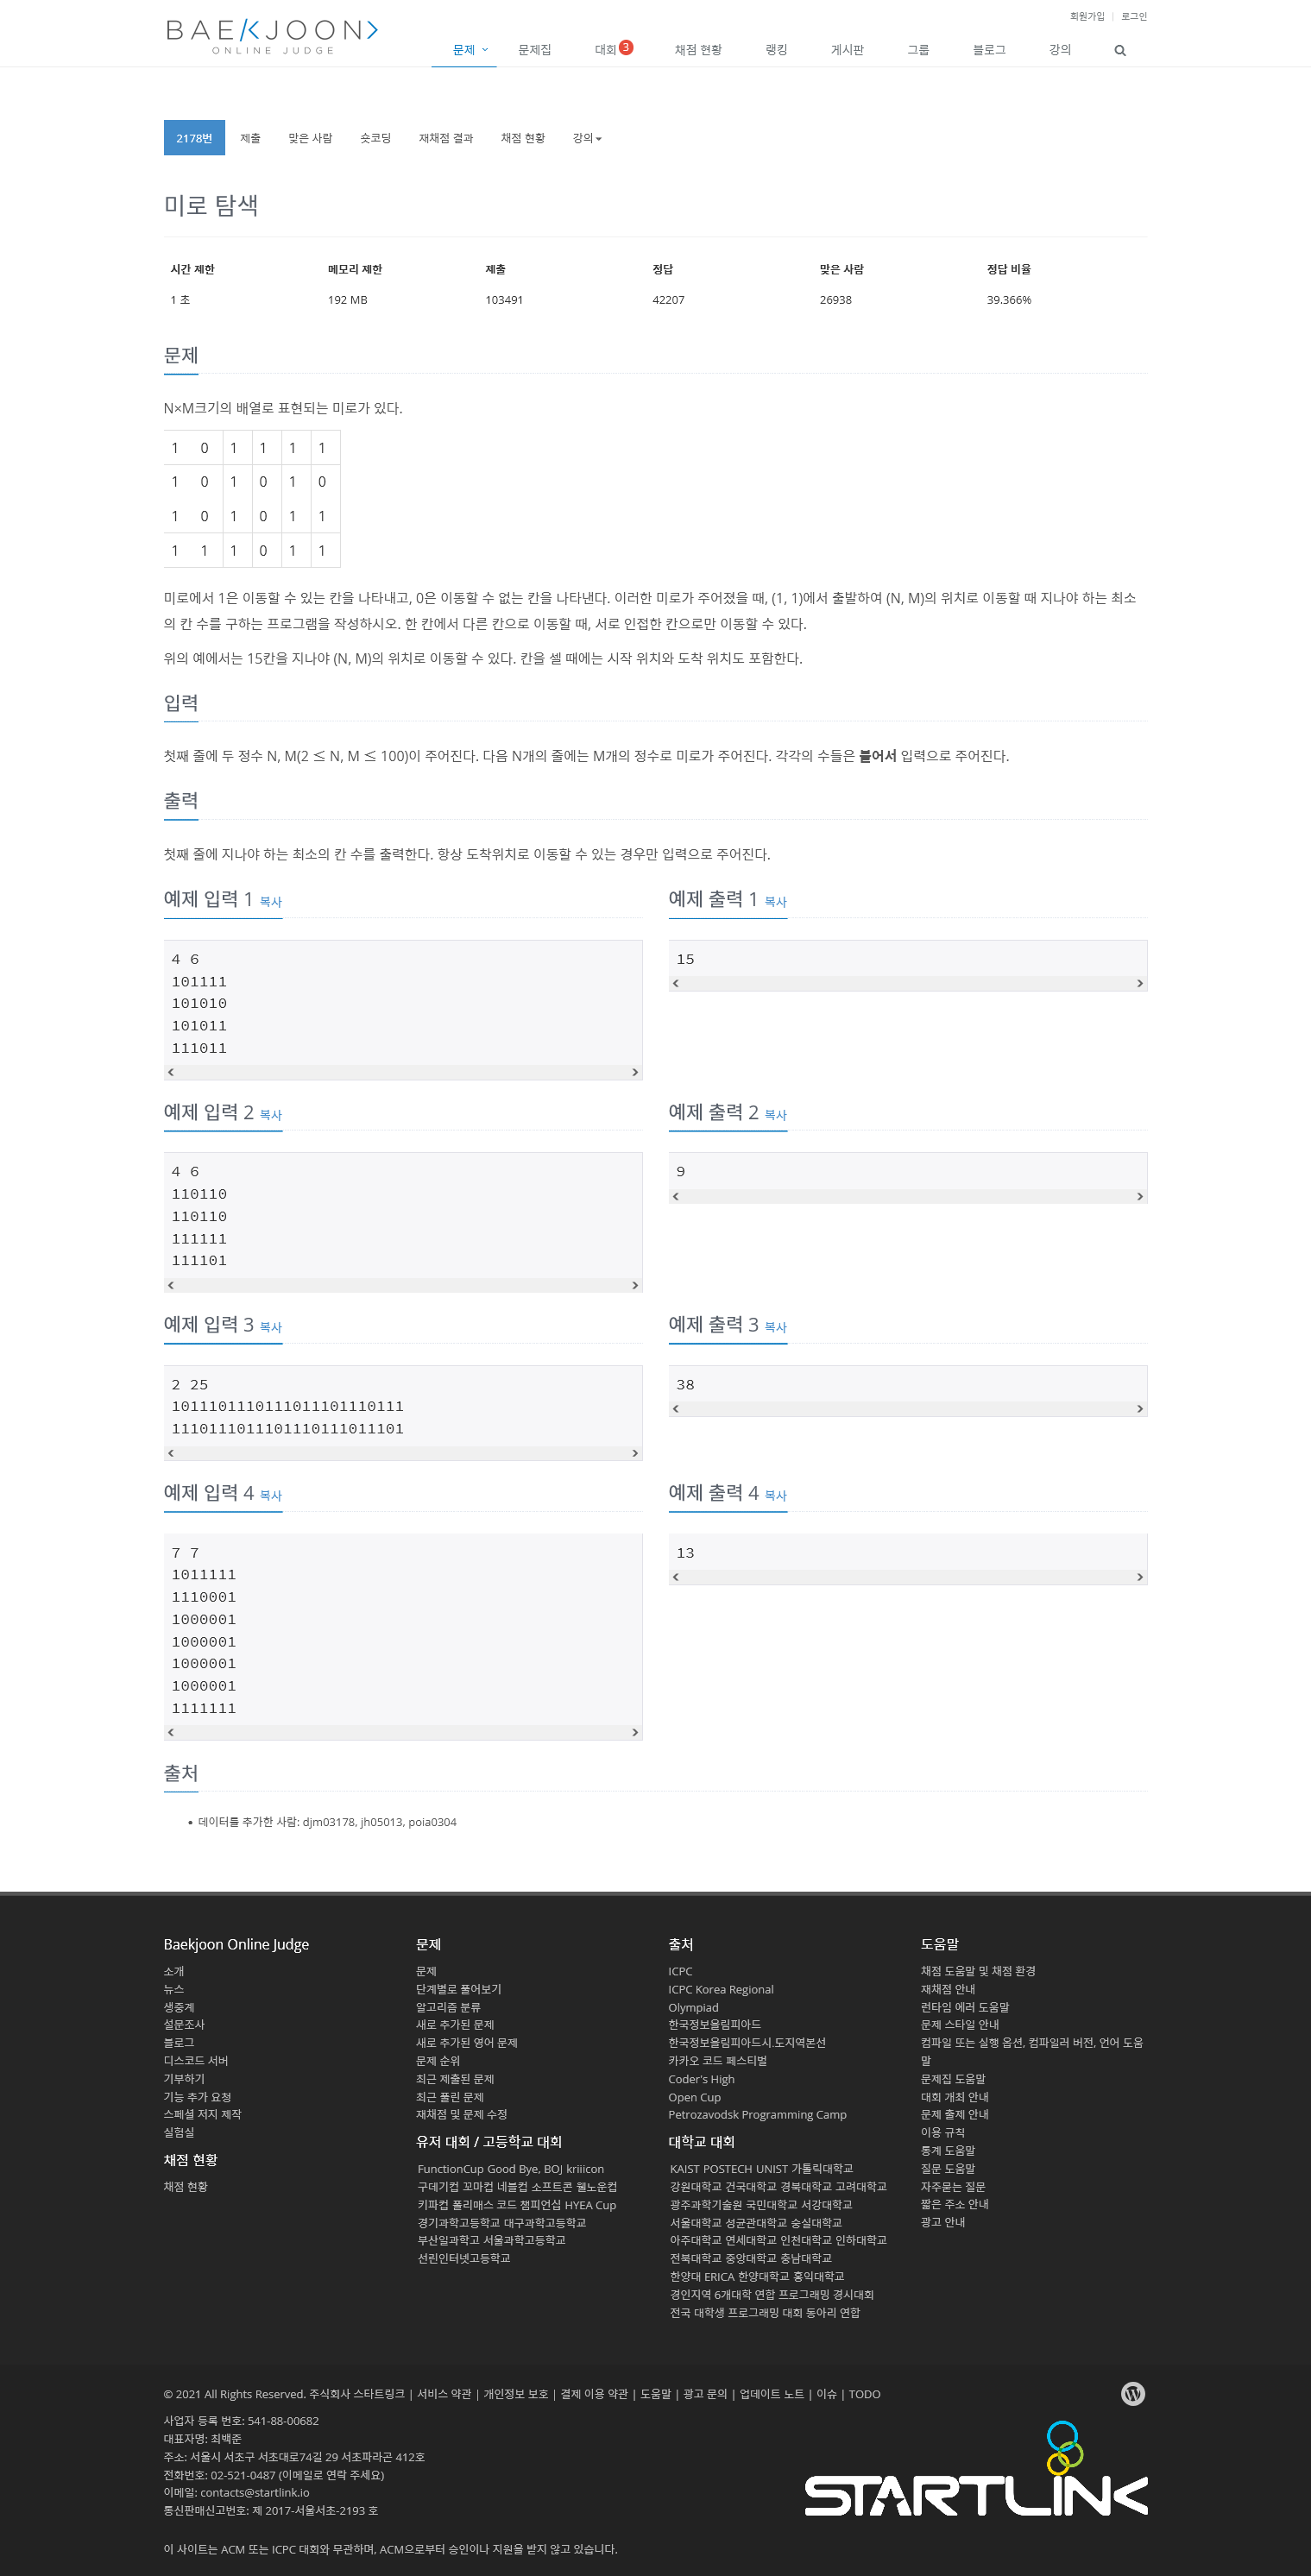 회원가입 | 로그인
BAEKJOON>
ONLINE JUDGE
문제 문제집 대회 3 채점 현황 랭킹 게시판 그룹 블로그 강의
2178번 제출 맞은 사람 숏코딩 재채점 결과 채점 현황 강의
미로 탐색
시간 제한 메모리 제한 제출 정답 맞은 사람 정답 비율
1 초 192 MB 103491 42207 26938 39.366%
문제
N×M크기의 배열로 표현되는 미로가 있다.
1 0 1 1 1 1
1 0 1 0 1 0
1 0 1 0 1 1
1 1 1 0 1 1
미로에서 1은 이동할 수 있는 칸을 나타내고, 0은 이동할 수 없는 칸을 나타낸다. 이러한 미로가 주어졌을 때, (1, 1)에서 출발하여 (N, M)의 위치로 이동할 때 지나야 하는 최소
의 칸 수를 구하는 프로그램을 작성하시오. 한 칸에서 다른 칸으로 이동할 때, 서로 인접한 칸으로만 이동할 수 있다.
위의 예에서는 15칸을 지나야 (N, M)의 위치로 이동할 수 있다. 칸을 셀 때에는 시작 위치와 도착 위치도 포함한다.
입력
첫째 줄에 두 정수 N, M(2 ≤ N, M ≤ 100)이 주어진다. 다음 N개의 줄에는 M개의 정수로 미로가 주어진다. 각각의 수들은 붙어서 입력으로 주어진다.
출력
첫째 줄에 지나야 하는 최소의 칸 수를 출력한다. 항상 도착위치로 이동할 수 있는 경우만 입력으로 주어진다.
예제 입력 1 복사
4 6
101111
101010
101011
111011
예제 출력 1 복사
15
예제 입력 2 복사
4 6
110110
110110
111111
111101
예제 출력 2 복사
9
예제 입력 3 복사
2 25
1011101110111011101110111
1110111011101110111011101
예제 출력 3 복사
38
예제 입력 4 복사
7 7
1011111
1110001
1000001
1000001
1000001
1000001
1111111
예제 출력 4 복사
13
출처
데이터를 추가한 사람: djm03178, jh05013, poia0304
Baekjoon Online Judge
소개
뉴스
생중계
설문조사
블로그
디스코드 서버
기부하기
기능 추가 요청
스페셜 저지 제작
실험실
채점 현황
채점 현황
문제
문제
단계별로 풀어보기
알고리즘 분류
새로 추가된 문제
새로 추가된 영어 문제
문제 순위
최근 제출된 문제
최근 풀린 문제
재채점 및 문제 수정
유저 대회 / 고등학교 대회
FunctionCup Good Bye, BOJ kriiicon
구데기컵 꼬마컵 네블컵 소프트콘 웰노운컵
키파컵 폴리매스 코드 챔피언십 HYEA Cup
경기과학고등학교 대구과학고등학교
부산일과학고 서울과학고등학교
선린인터넷고등학교
출처
ICPC
ICPC Korea Regional
Olympiad
한국정보올림피아드
한국정보올림피아드시.도지역본선
카카오 코드 페스티벌
Coder's High
Open Cup
Petrozavodsk Programming Camp
대학교 대회
KAIST POSTECH UNIST 가톨릭대학교
강원대학교 건국대학교 경북대학교 고려대학교
광주과학기술원 국민대학교 서강대학교
서울대학교 성균관대학교 숭실대학교
아주대학교 연세대학교 인천대학교 인하대학교
전북대학교 중앙대학교 충남대학교
한양대 ERICA 한양대학교 홍익대학교
경인지역 6개대학 연합 프로그래밍 경시대회
전국 대학생 프로그래밍 대회 동아리 연합
도움말
채점 도움말 및 채점 환경
재채점 안내
런타임 에러 도움말
문제 스타일 안내
컴파일 또는 실행 옵션, 컴파일러 버전, 언어 도움
말
문제집 도움말
대회 개최 안내
문제 출제 안내
이용 규칙
통계 도움말
질문 도움말
자주묻는 질문
짧은 주소 안내
광고 안내
© 2021 All Rights Reserved. 주식회사 스타트링크 | 서비스 약관 | 개인정보 보호 | 결제 이용 약관 | 도움말 | 광고 문의 | 업데이트 노트 | 이슈 | TODO
사업자 등록 번호: 541-88-00682
대표자명: 최백준
주소: 서울시 서초구 서초대로74길 29 서초파라곤 412호
전화번호: 02-521-0487 (이메일로 연락 주세요)
이메일: contacts@startlink.io
통신판매신고번호: 제 2017-서울서초-2193 호
STARTLINK
이 사이트는 ACM 또는 ICPC 대회와 무관하며, ACM으로부터 승인이나 지원을 받지 않고 있습니다.